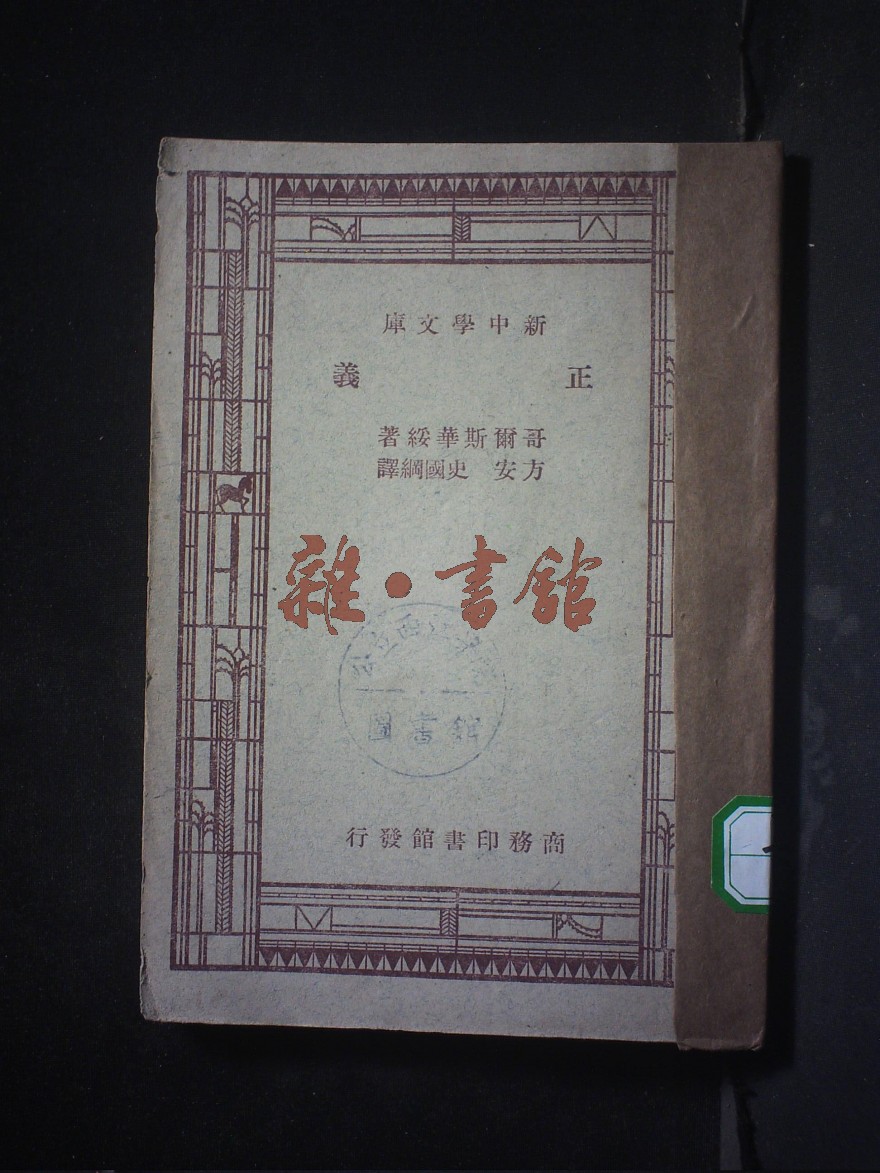 新中學文庫
正義
哥爾斯華綏著
方安 史國綱譯
雜·書館
圖書館
商務印書館發行